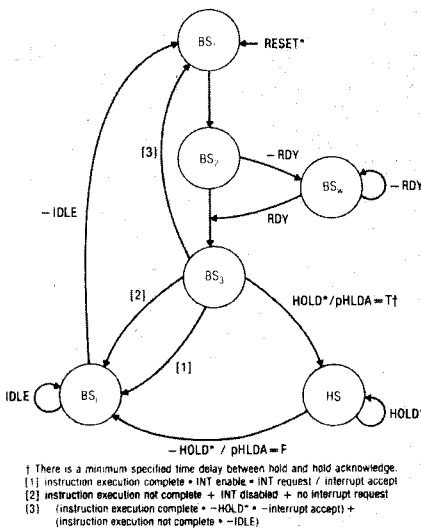 BS₁
RESET*
[3]
BS₂
−RDY
BSw
−RDY
RDY
−IDLE
BS₃
[2]
HOLD*/pHLDA=T†
[1]
IDLE
BSᵢ
HS
HOLD*
−HOLD* / pHLDA=F
† There is a minimum specified time delay between hold and hold acknowledge.
[1] instruction execution complete • INT enable • INT request / interrupt accept
[2] instruction execution not complete + INT disabled + no interrupt request
[3] (instruction execution complete • −HOLD* • −interrupt accept) +
(instruction execution not complete • −IDLE)